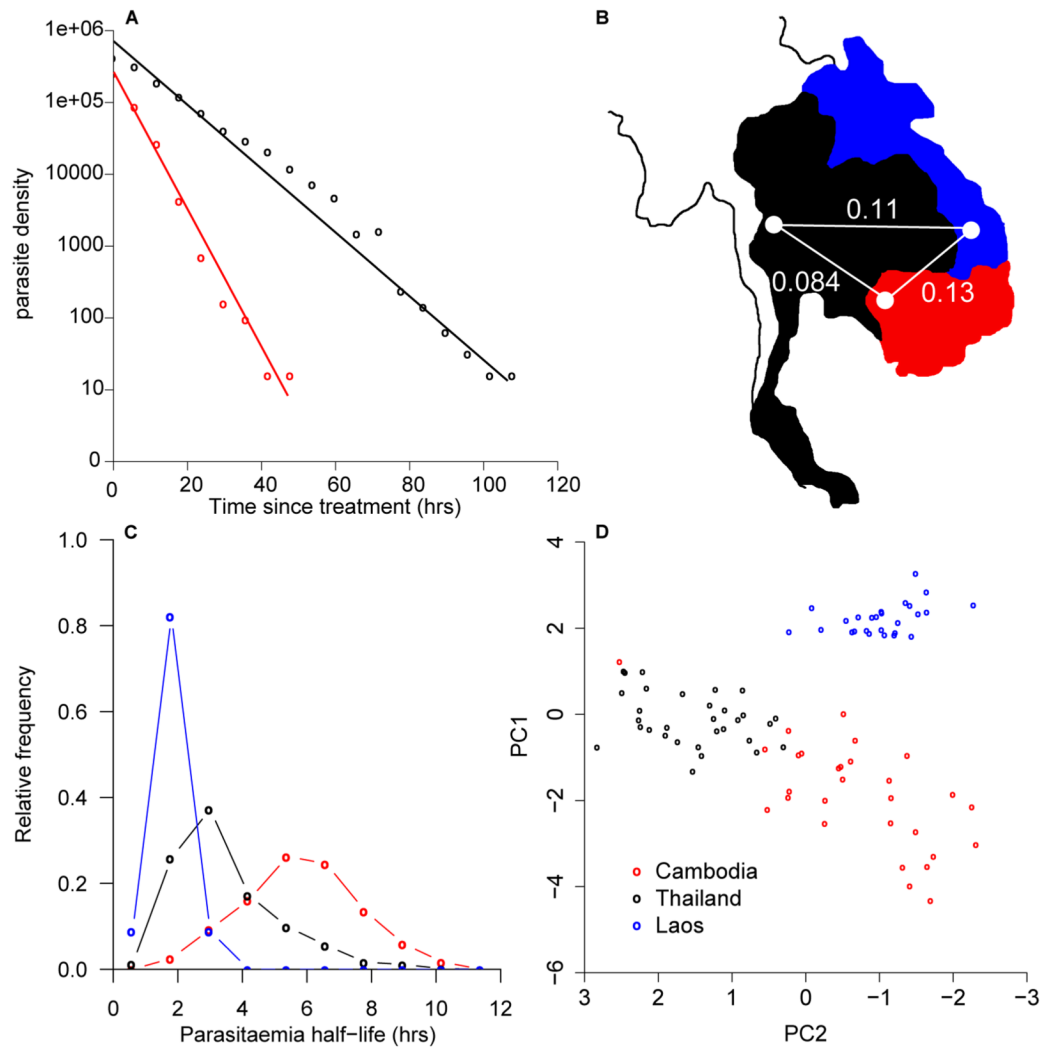 A
1e+06
1e+05
10000
1000
100
10
0
parasite density
0 20 40 60 80 100 120
Time since treatment (hrs)
B
0.11
0.084
0.13
C
1.0
0.8
0.6
0.4
0.2
0.0
Relative frequency
0 2 4 6 8 10 12
Parasitaemia half−life (hrs)
D
4
2
0
−2
−4
−6
PC1
Cambodia
Thailand
Laos
3 2 1 0 −1 −2 −3
PC2